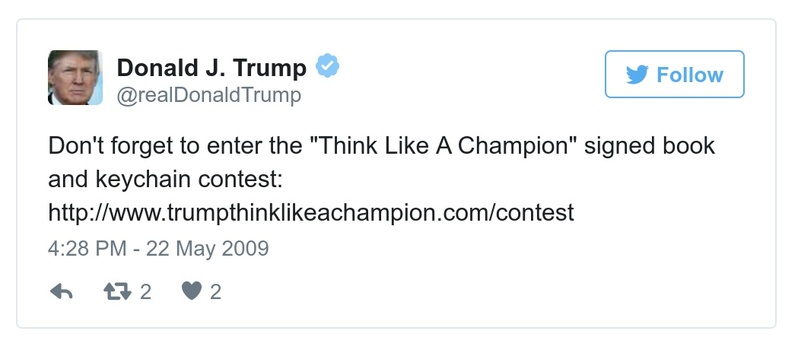 Donald J. Trump
@realDonaldTrump
Follow
Don't forget to enter the "Think Like A Champion" signed book
and keychain contest:
http://www.trumpthinklikeachampion.com/contest
4:28 PM - 22 May 2009
2 2